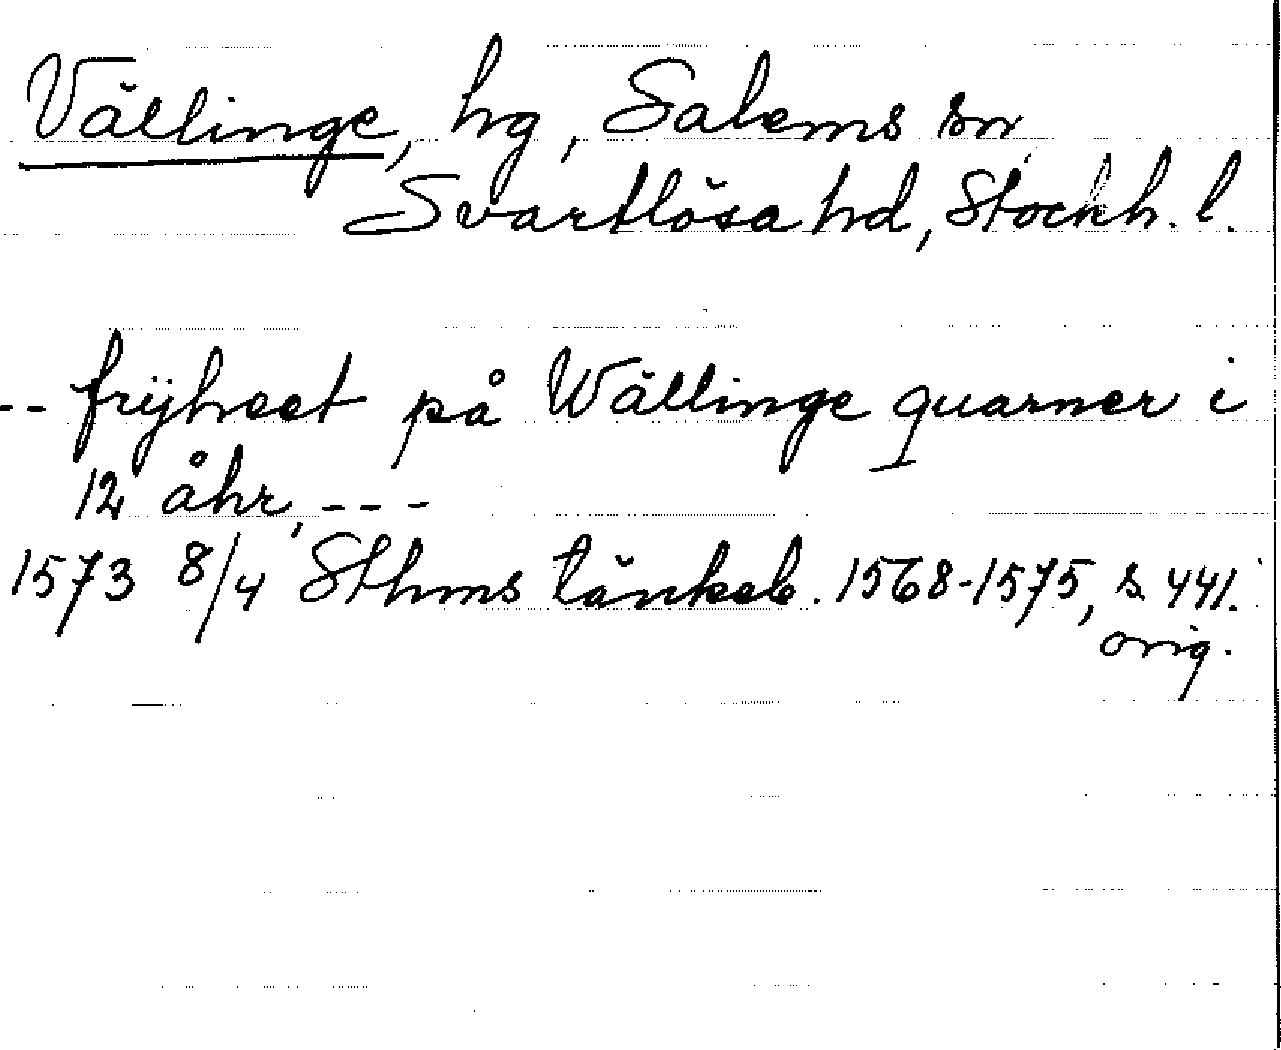 Vällinge, hg, Salems sn
Svartlösa hd, Stockh. l.
-- frijheet på Wällinge quarner i
12 åhr, ---
1573 8/4 Sthms tänkeb. 1568-1575, s. 441.
orig.